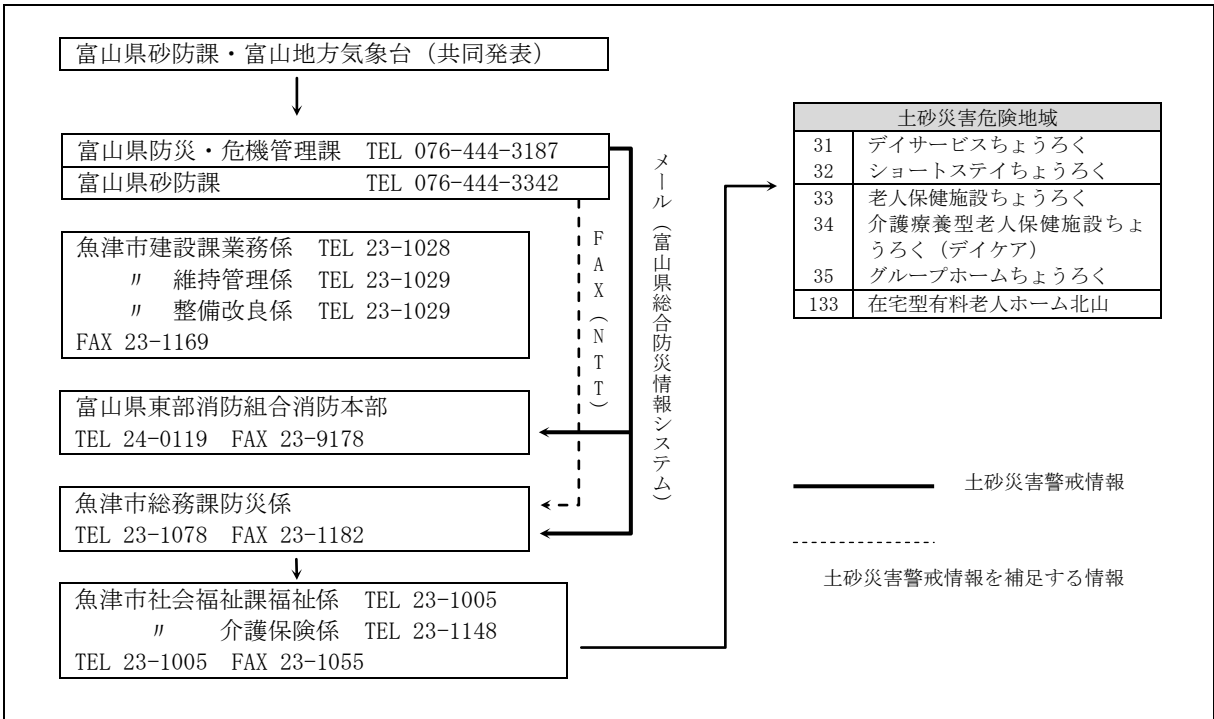 富山県砂防課・富山地方気象台（共同発表）
富山県防災・危機管理課 TEL 076-444-3187
富山県砂防課 TEL 076-444-3342
魚津市建設課業務係 TEL 23-1028
〃 維持管理係 TEL 23-1029
〃 整備改良係 TEL 23-1029
FAX 23-1169
富山県東部消防組合消防本部
TEL 24-0119 FAX 23-9178
魚津市総務課防災係
TEL 23-1078 FAX 23-1182
魚津市社会福祉課福祉係 TEL 23-1005
〃 介護保険係 TEL 23-1148
TEL 23-1005 FAX 23-1055
FAX（NTT）
メール（富山県総合防災情報システム）
土砂災害危険地域
31 デイサービスちょうろく
32 ショートステイちょうろく
33 老人保健施設ちょうろく
34 介護療養型老人保健施設ちょ
うろく（デイケア）
35 グループホームちょうろく
133 在宅型有料老人ホーム北山
土砂災害警戒情報
土砂災害警戒情報を補足する情報